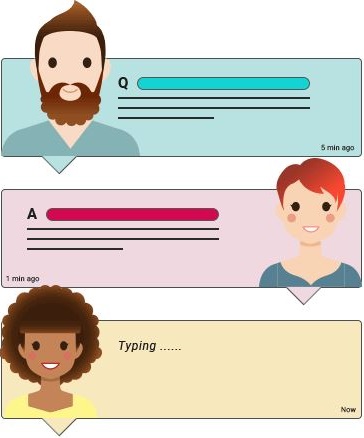 Q
5 min ago
A
1 min ago
Typing ......
Now